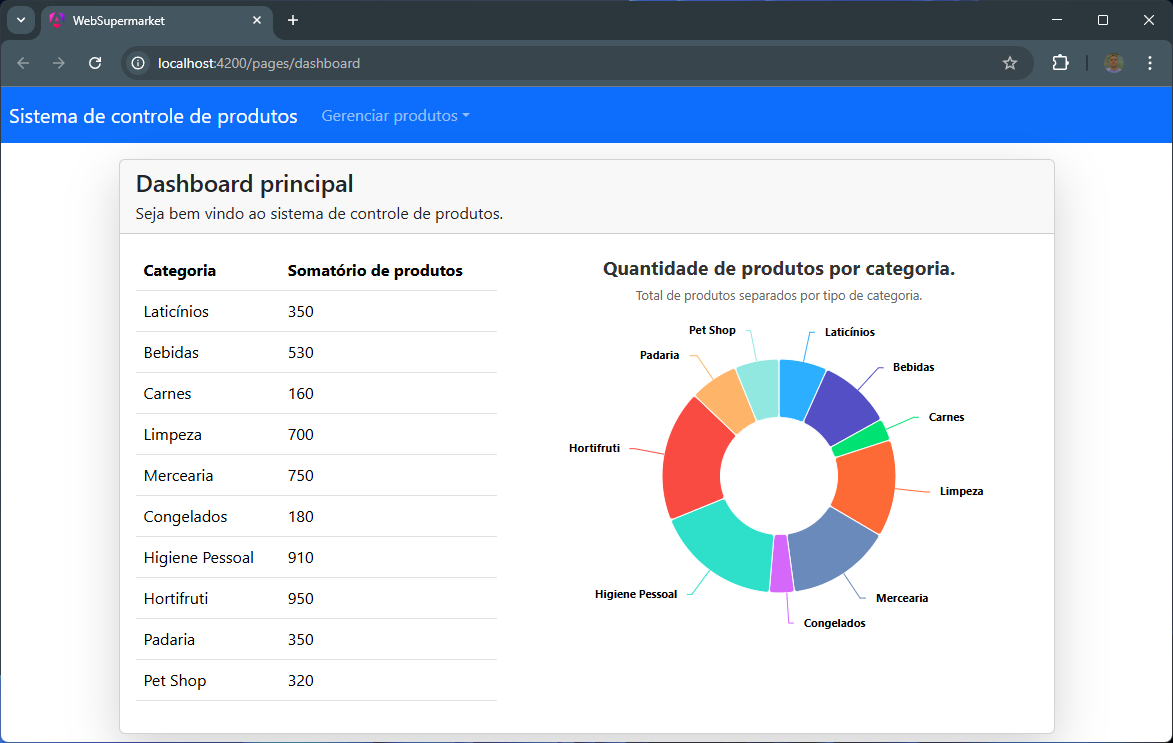 WebSupermarket
localhost:4200/pages/dashboard
Sistema de controle de produtos Gerenciar produtos
Dashboard principal
Seja bem vindo ao sistema de controle de produtos.
Categoria Somatório de produtos
Laticínios 350
Bebidas 530
Carnes 160
Limpeza 700
Mercearia 750
Congelados 180
Higiene Pessoal 910
Hortifruti 950
Padaria 350
Pet Shop 320
Quantidade de produtos por categoria.
Total de produtos separados por tipo de categoria.
Pet Shop
Laticínios
Padaria
Bebidas
Carnes
Hortifruti
Limpeza
Higiene Pessoal
Mercearia
Congelados